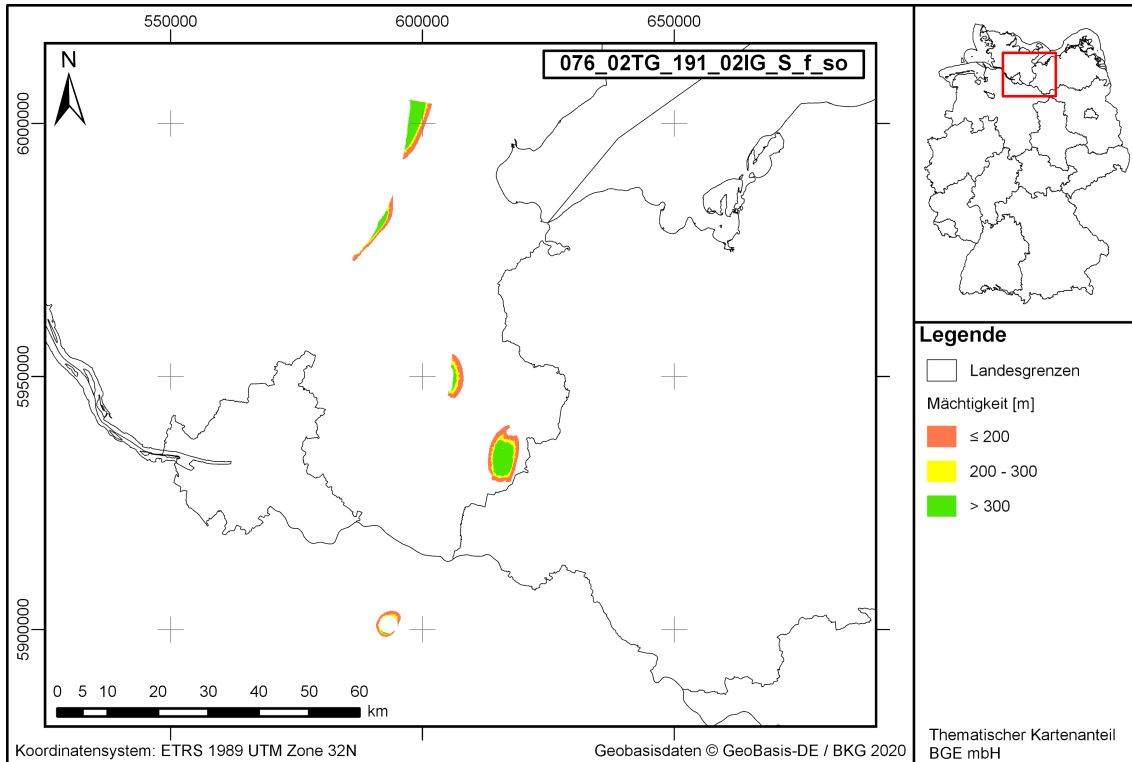 550000
600000
650000
N
076_02TG_191_02IG_S_f_so
6000000
5950000
5900000
0 5 10 20 30 40 50 60
km
Koordinatensystem: ETRS 1989 UTM Zone 32N
Geobasisdaten © GeoBasis-DE / BKG 2020
Legende
Landesgrenzen
Mächtigkeit [m]
≤ 200
200 - 300
> 300
Thematischer Kartenanteil
BGE mbH